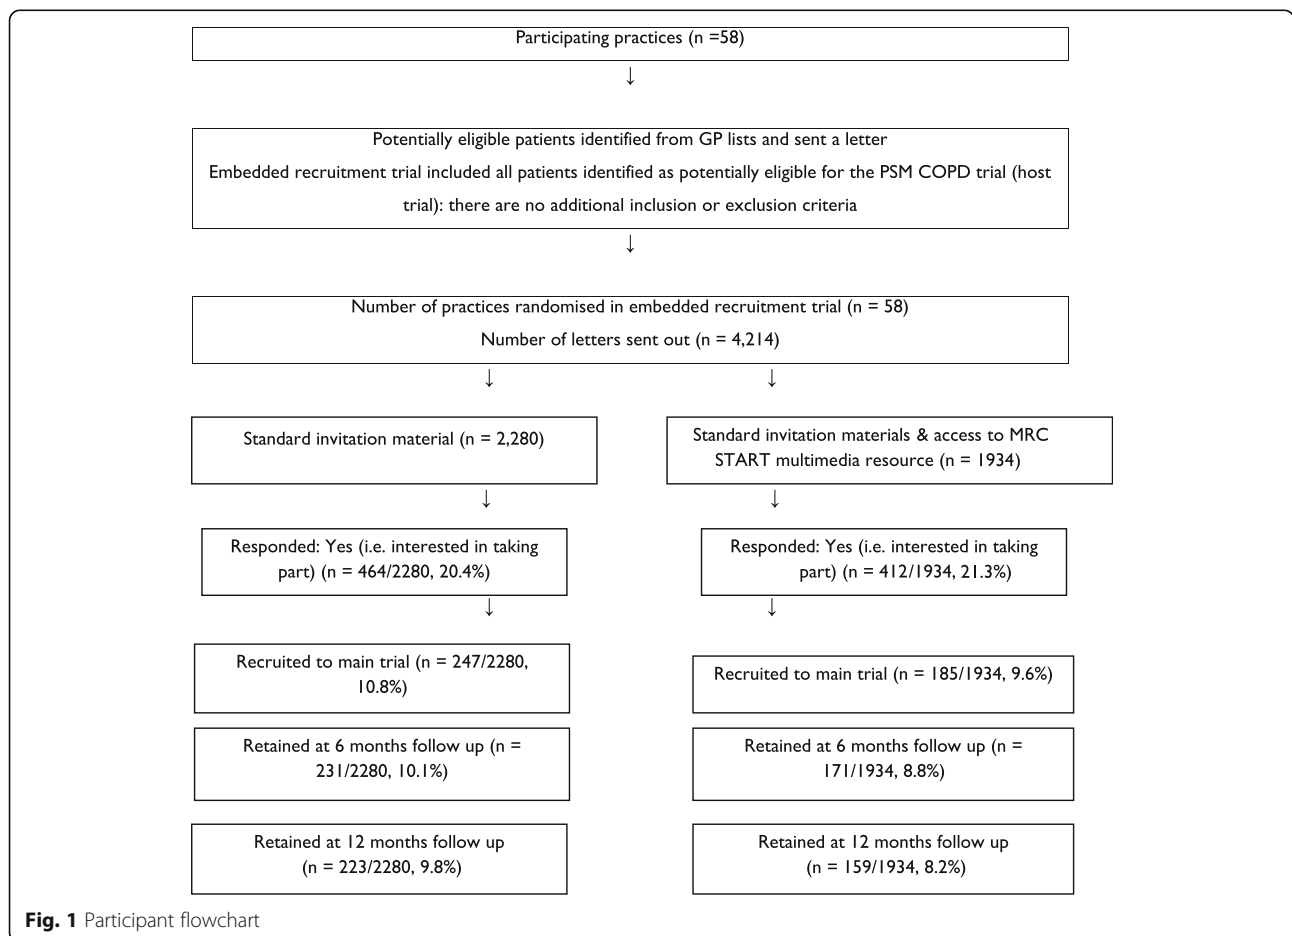 Participating practices (n =58)
↓
Potentially eligible patients identified from GP lists and sent a letter
Embedded recruitment trial included all patients identified as potentially eligible for the PSM COPD trial (host
trial): there are no additional inclusion or exclusion criteria
↓
Number of practices randomised in embedded recruitment trial (n = 58)
Number of letters sent out (n = 4,214)
↓ ↓
Standard invitation material (n = 2,280)
Standard invitation materials & access to MRC
START multimedia resource (n = 1934)
↓ ↓
Responded: Yes (i.e. interested in taking
part) (n = 464/2280, 20.4%)
Responded: Yes (i.e. interested in taking
part) (n = 412/1934, 21.3%)
↓ ↓
Recruited to main trial (n = 247/2280,
10.8%)
Recruited to main trial (n = 185/1934, 9.6%)
Retained at 6 months follow up (n =
231/2280, 10.1%)
Retained at 6 months follow up (n =
171/1934, 8.8%)
Retained at 12 months follow up
(n = 223/2280, 9.8%)
Retained at 12 months follow up
(n = 159/1934, 8.2%)
Fig. 1 Participant flowchart